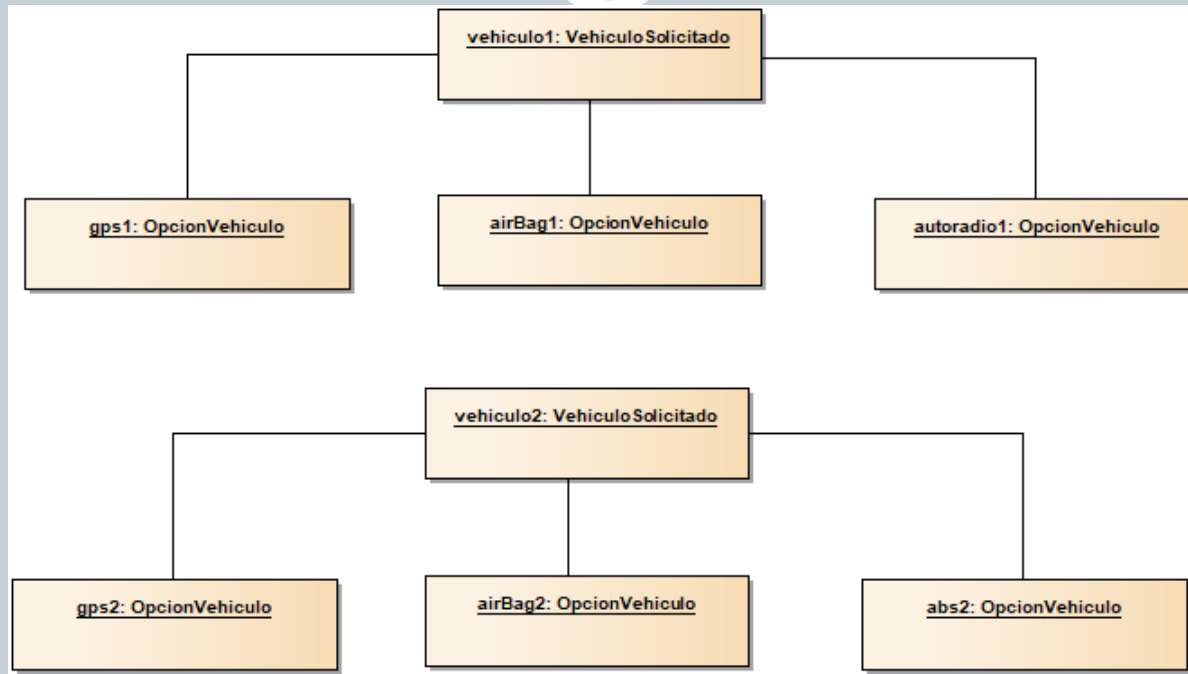 vehiculo1: VehiculoSolicitado
gps1: OpcionVehiculo
airBag1: OpcionVehiculo
autoradio1: OpcionVehiculo
vehiculo2: VehiculoSolicitado
gps2: OpcionVehiculo
airBag2: OpcionVehiculo
abs2: OpcionVehiculo